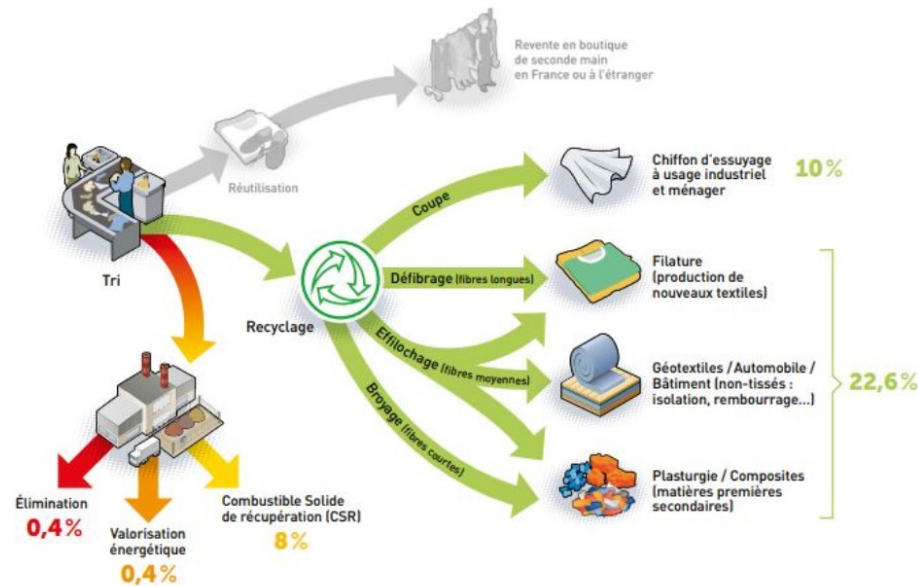 Revente en boutique
de seconde main
en France ou à l'étranger
Réutilisation
Tri
Recyclage
Coupe
Défibrage (fibres longues)
Effilochage (fibres moyennes)
Broyage (fibres courtes)
Chiffon d'essuyage
à usage industriel
et ménager
10%
Filature
(production de
nouveaux textiles)
Géotextiles / Automobile /
Bâtiment (non-tissés :
isolation, rembourrage...)
22,6%
Plasturgie / Composites
(matières premières
secondaires)
Élimination
0,4%
Valorisation
énergétique
0,4%
Combustible Solide
de récupération (CSR)
8%